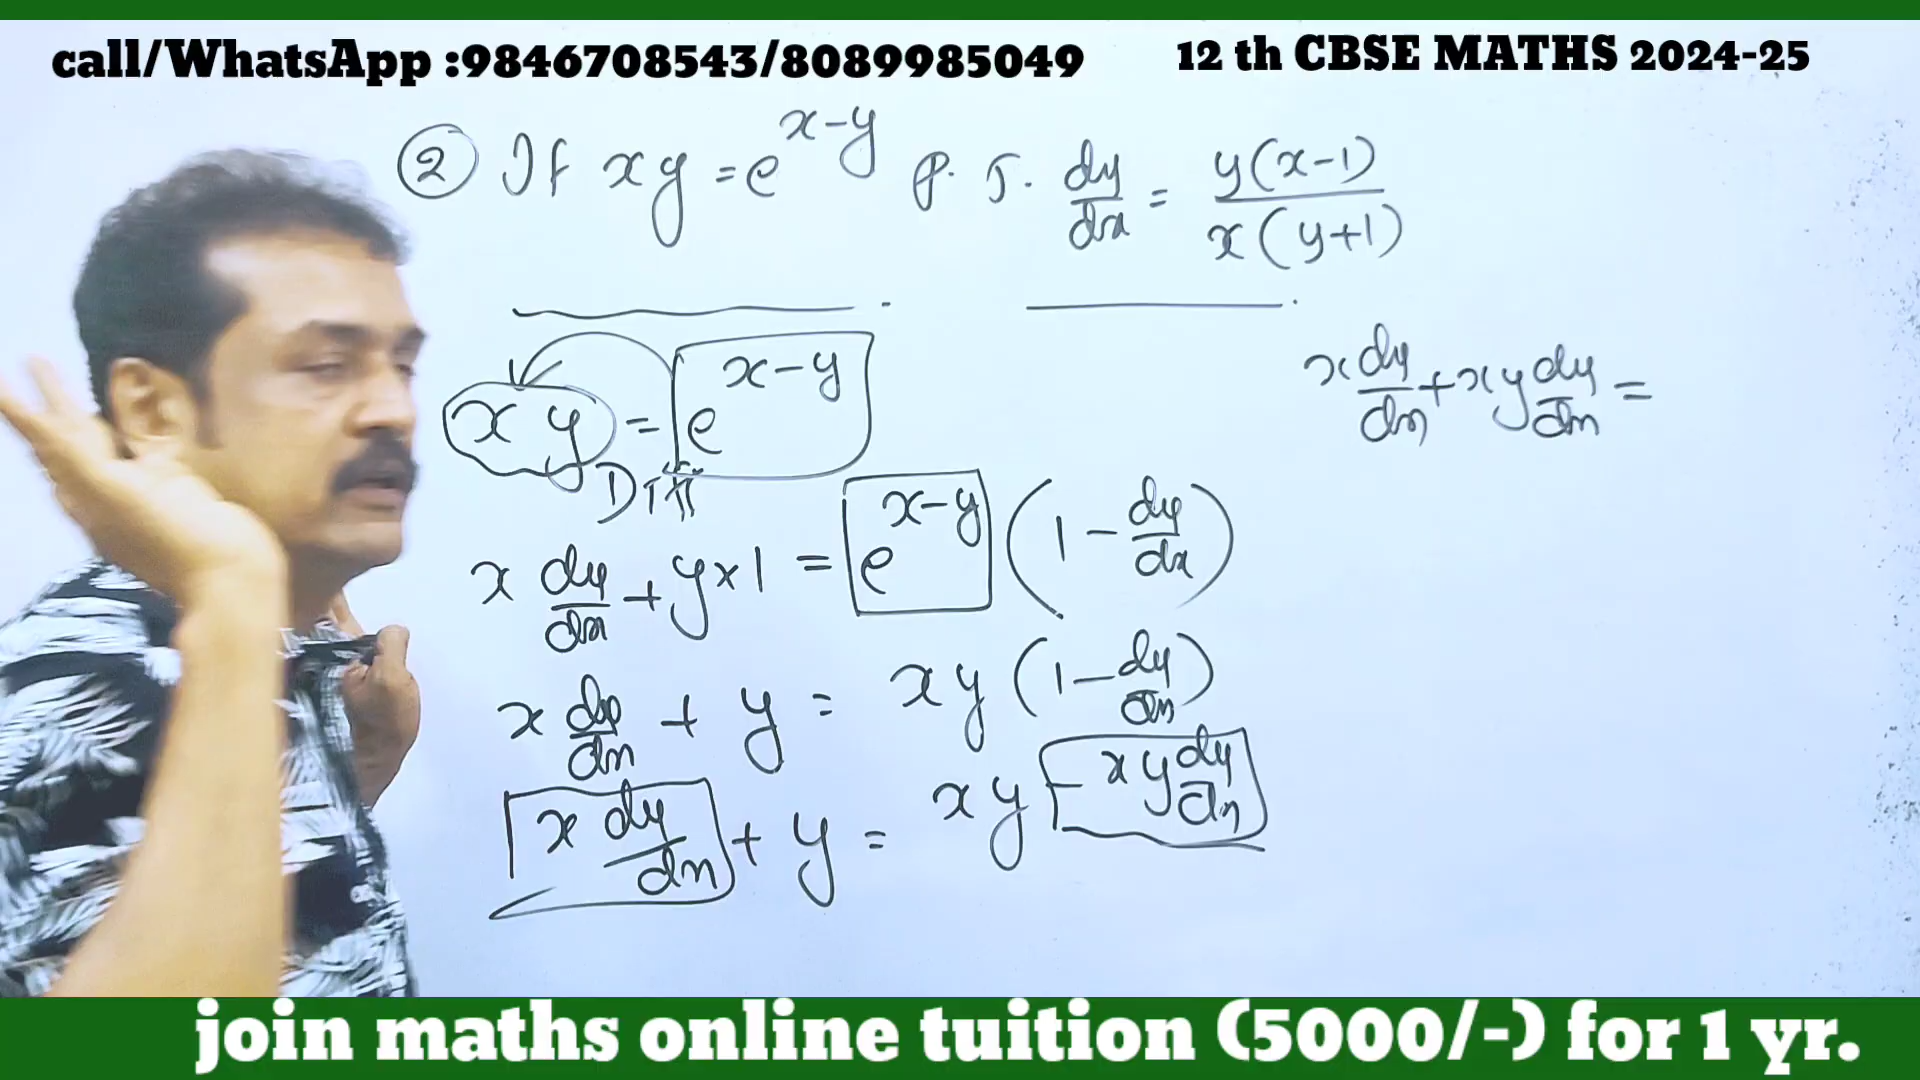 call/WhatsApp :9846708543/8089985049
12 th CBSE MATHS 2024-25
② If xy = e^(x-y) P. T. dy/dx = y(x-1)/x(y+1)
xy = e^(x-y)
Diff
x dy/dx + y×1 = e^(x-y) (1 - dy/dx)
x dy/dx + y = xy (1 - dy/dx)
x dy/dx + y = xy - xy dy/dx
x dy/dx + xy dy/dx =
join maths online tuition (5000/-) for 1 yr.